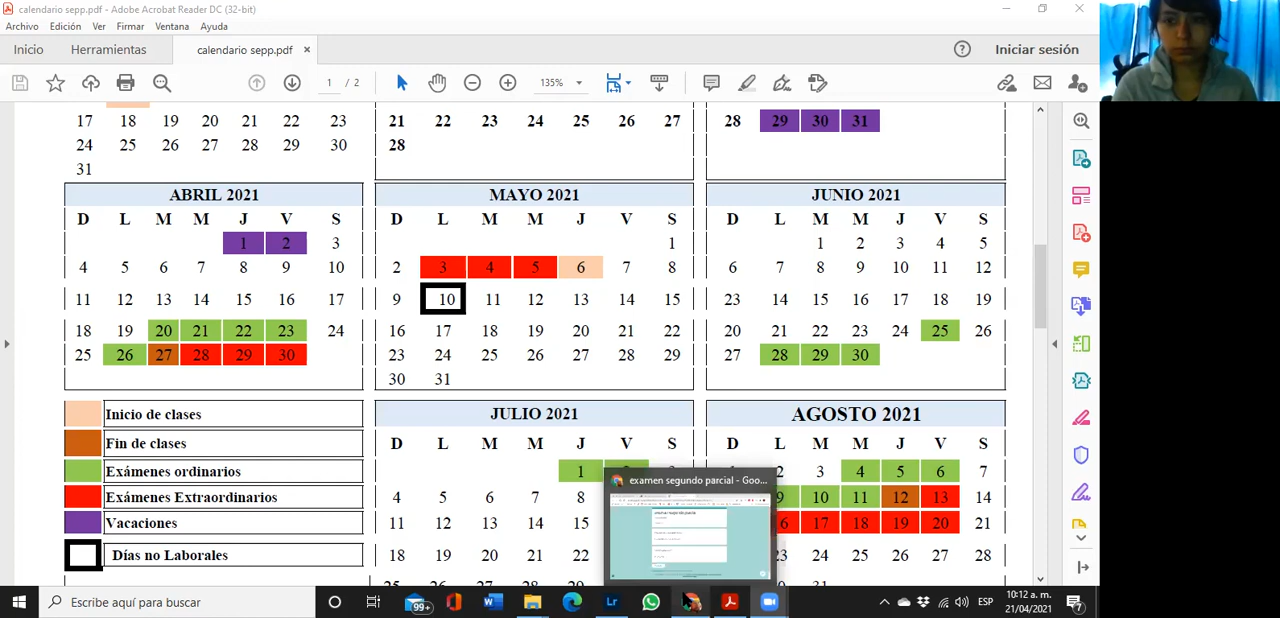 calendario sepp.pdf - Adobe Acrobat Reader DC (32-bit)
Archivo Edición Ver Firmar Ventana Ayuda
Inicio Herramientas calendario sepp.pdf × Iniciar sesión
1 / 2 135%
17 18 19 20 21 22 23
24 25 26 27 28 29 30
31
21 22 23 24 25 26 27
28
28 29 30 31
ABRIL 2021
D L M M J V S
1 2 3
4 5 6 7 8 9 10
11 12 13 14 15 16 17
18 19 20 21 22 23 24
25 26 27 28 29 30
MAYO 2021
D L M M J V S
1
2 3 4 5 6 7 8
9 10 11 12 13 14 15
16 17 18 19 20 21 22
23 24 25 26 27 28 29
30 31
JUNIO 2021
D L M M J V S
1 2 3 4 5
6 7 8 9 10 11 12
23 14 15 16 17 18 19
20 21 22 23 24 25 26
27 28 29 30
Inicio de clases
Fin de clases
Exámenes ordinarios
Exámenes Extraordinarios
Vacaciones
Días no Laborales
JULIO 2021
D L M M J V S
1
4 5 6 7 8
11 12 13 14 15
18 19 20 21 22
AGOSTO 2021
D L M M J V S
2 3 4 5 6 7
9 10 11 12 13 14
17 18 19 20 21
23 24 25 26 27 28
examen segundo parcial - Goo...
Escribe aquí para buscar
99+
Lr
ESP
10:12 a. m.
21/04/2021
7